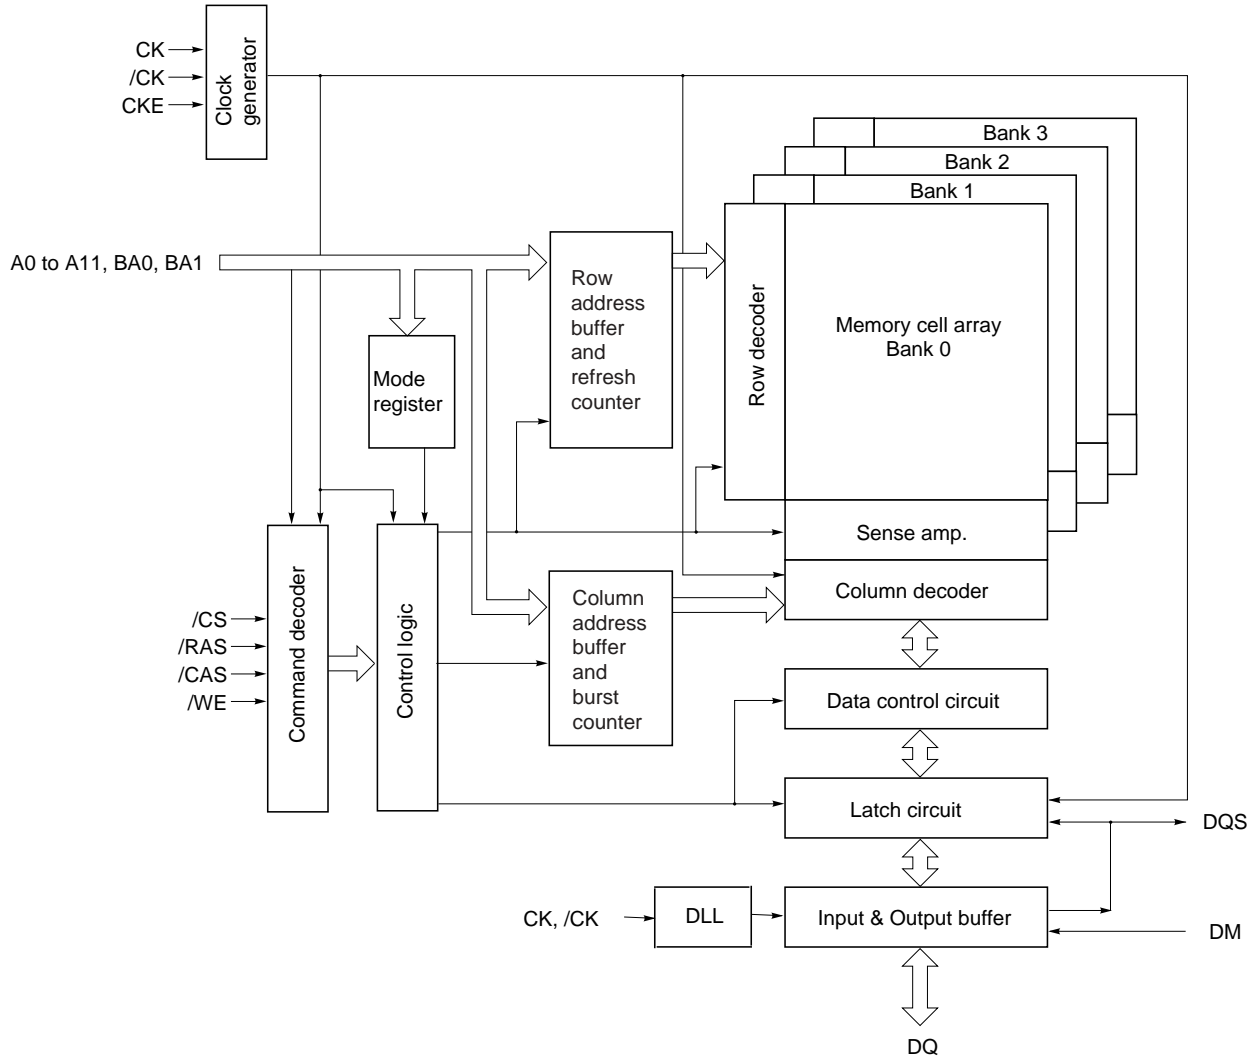 CK
/CK
CKE
Clock
generator
Bank 3
Bank 2
Bank 1
A0 to A11, BA0, BA1
Row
address
buffer
and
refresh
counter
Row decoder
Memory cell array
Bank 0
Mode
register
Sense amp.
Column decoder
/CS
/RAS
/CAS
/WE
Command decoder
Control logic
Column
address
buffer
and
burst
counter
Data control circuit
Latch circuit
DQS
CK, /CK
DLL
Input & Output buffer
DM
DQ